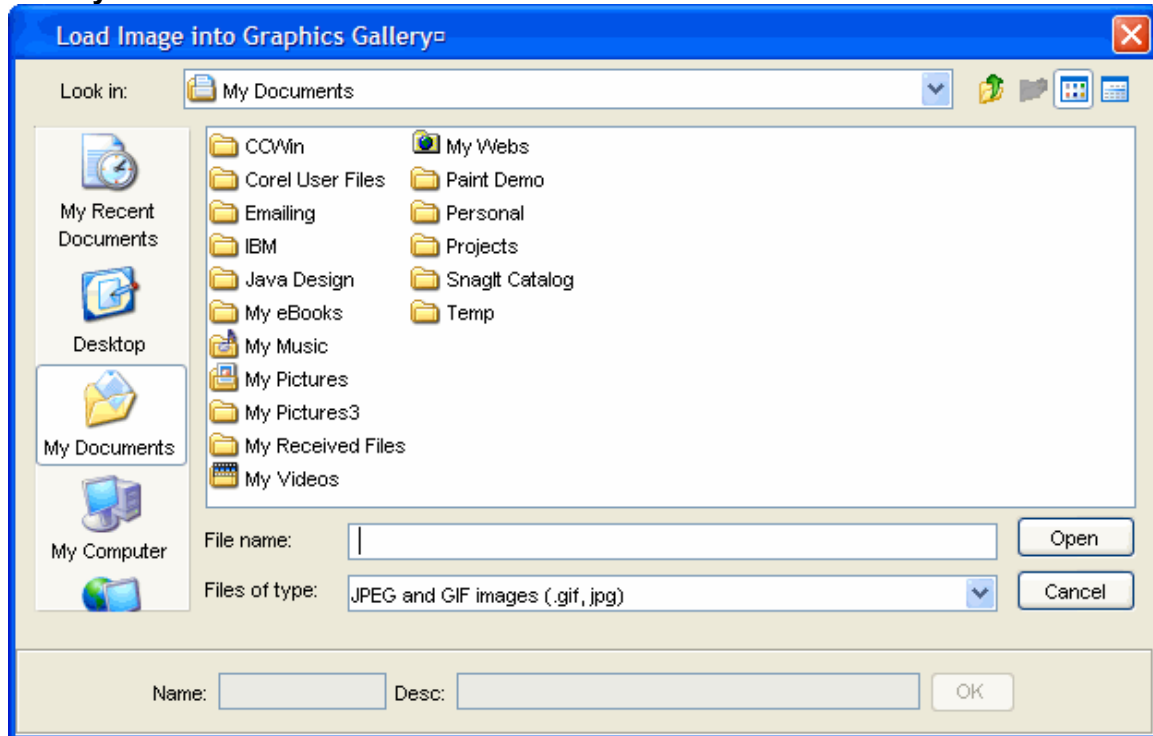 Load Image into Graphics Gallery¤
Look in:
My Documents
My Recent
Documents
Desktop
My Documents
My Computer
CCWin
Corel User Files
Emailing
IBM
Java Design
My eBooks
My Music
My Pictures
My Pictures3
My Received Files
My Videos
My Webs
Paint Demo
Personal
Projects
SnagIt Catalog
Temp
File name:
Open
Files of type:
JPEG and GIF images (.gif, jpg)
Cancel
Name:
Desc:
OK